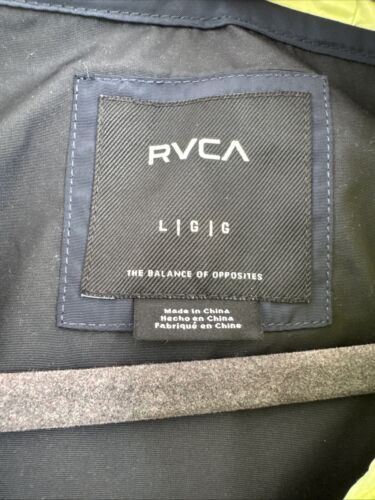 RVCA
L|G|G
THE BALANCE OF OPPOSITES
Made in China
Hecho en China
Fabriqué en Chine